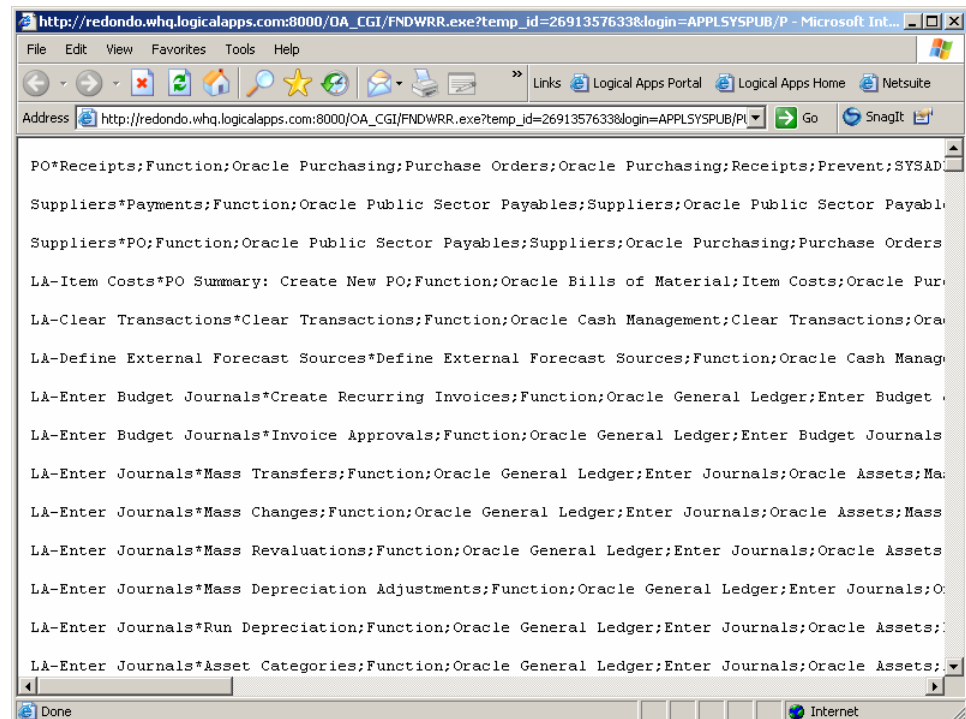 http://redondo.whq.logicalapps.com:8000/OA_CGI/FNDWRR.exe?temp_id=2691357633&login=APPLSYSPUB/P - Microsoft Int...
File Edit View Favorites Tools Help
» Links Logical Apps Portal Logical Apps Home Netsuite
Address http://redondo.whq.logicalapps.com:8000/OA_CGI/FNDWRR.exe?temp_id=2691357633&login=APPLSYSPUB/PU Go SnagIt
PO*Receipts;Function;Oracle Purchasing;Purchase Orders;Oracle Purchasing;Receipts;Prevent;SYSAD
Suppliers*Payments;Function;Oracle Public Sector Payables;Suppliers;Oracle Public Sector Payabl
Suppliers*PO;Function;Oracle Public Sector Payables;Suppliers;Oracle Purchasing;Purchase Orders
LA-Item Costs*PO Summary: Create New PO;Function;Oracle Bills of Material;Item Costs;Oracle Pur
LA-Clear Transactions*Clear Transactions;Function;Oracle Cash Management;Clear Transactions;Ora
LA-Define External Forecast Sources*Define External Forecast Sources;Function;Oracle Cash Manag
LA-Enter Budget Journals*Create Recurring Invoices;Function;Oracle General Ledger;Enter Budget
LA-Enter Budget Journals*Invoice Approvals;Function;Oracle General Ledger;Enter Budget Journals
LA-Enter Journals*Mass Transfers;Function;Oracle General Ledger;Enter Journals;Oracle Assets;Ma
LA-Enter Journals*Mass Changes;Function;Oracle General Ledger;Enter Journals;Oracle Assets;Mass
LA-Enter Journals*Mass Revaluations;Function;Oracle General Ledger;Enter Journals;Oracle Assets
LA-Enter Journals*Mass Depreciation Adjustments;Function;Oracle General Ledger;Enter Journals;O
LA-Enter Journals*Run Depreciation;Function;Oracle General Ledger;Enter Journals;Oracle Assets;
LA-Enter Journals*Asset Categories;Function;Oracle General Ledger;Enter Journals;Oracle Assets;
Done Internet